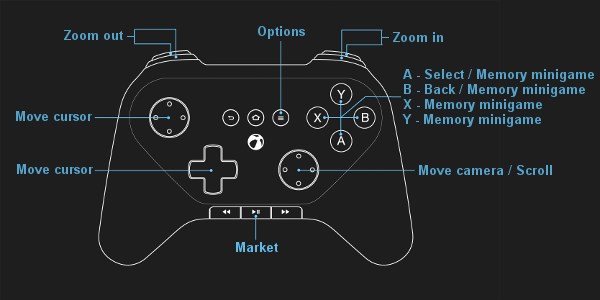 Zoom out
Options
Zoom in
A - Select / Memory minigame
B - Back / Memory minigame
X - Memory minigame
Y - Memory minigame
Y
X
B
A
Move cursor
Move cursor
Move camera / Scroll
Market